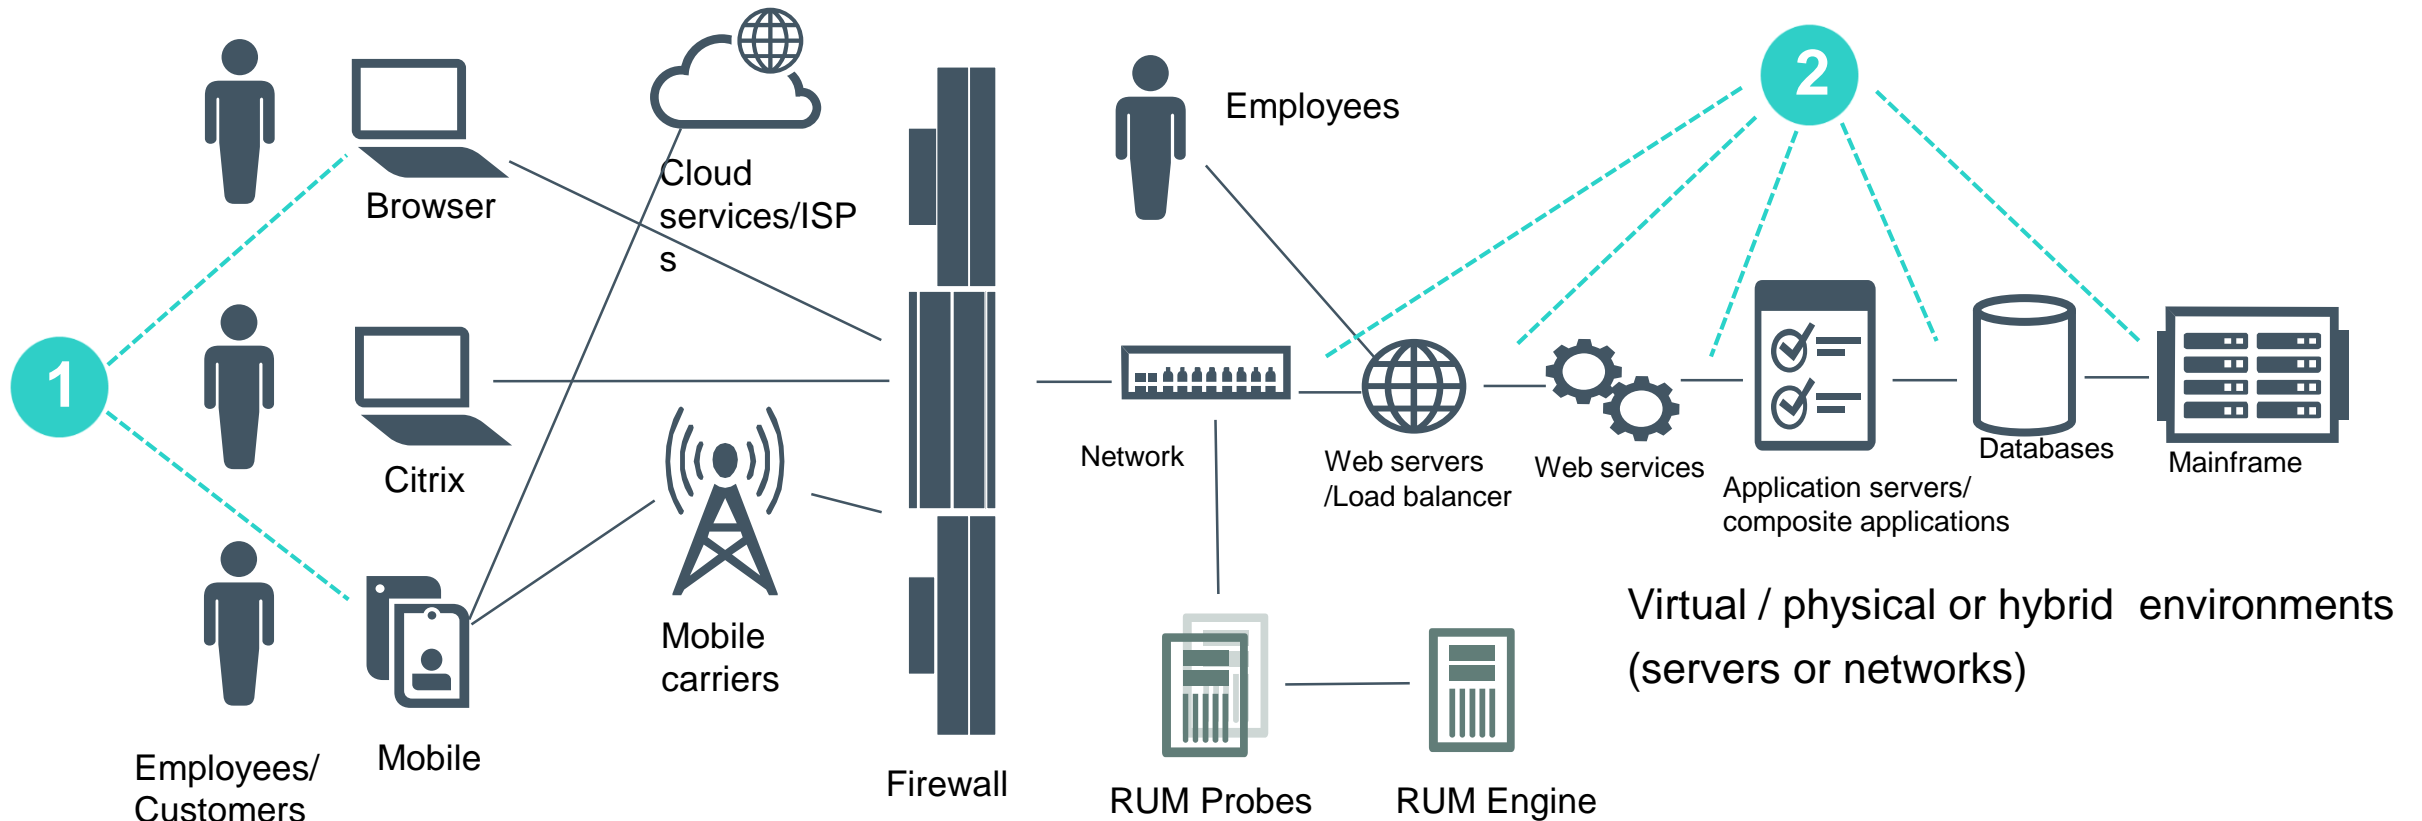 1
Browser
Citrix
Mobile
Employees/
Customers
Cloud
services/ISP
s
Mobile
carriers
Firewall
Employees
2
Network
Web servers
/Load balancer
Web services
Application servers/
composite applications
Databases
Mainframe
Virtual / physical or hybrid  environments
(servers or networks)
RUM Probes
RUM Engine